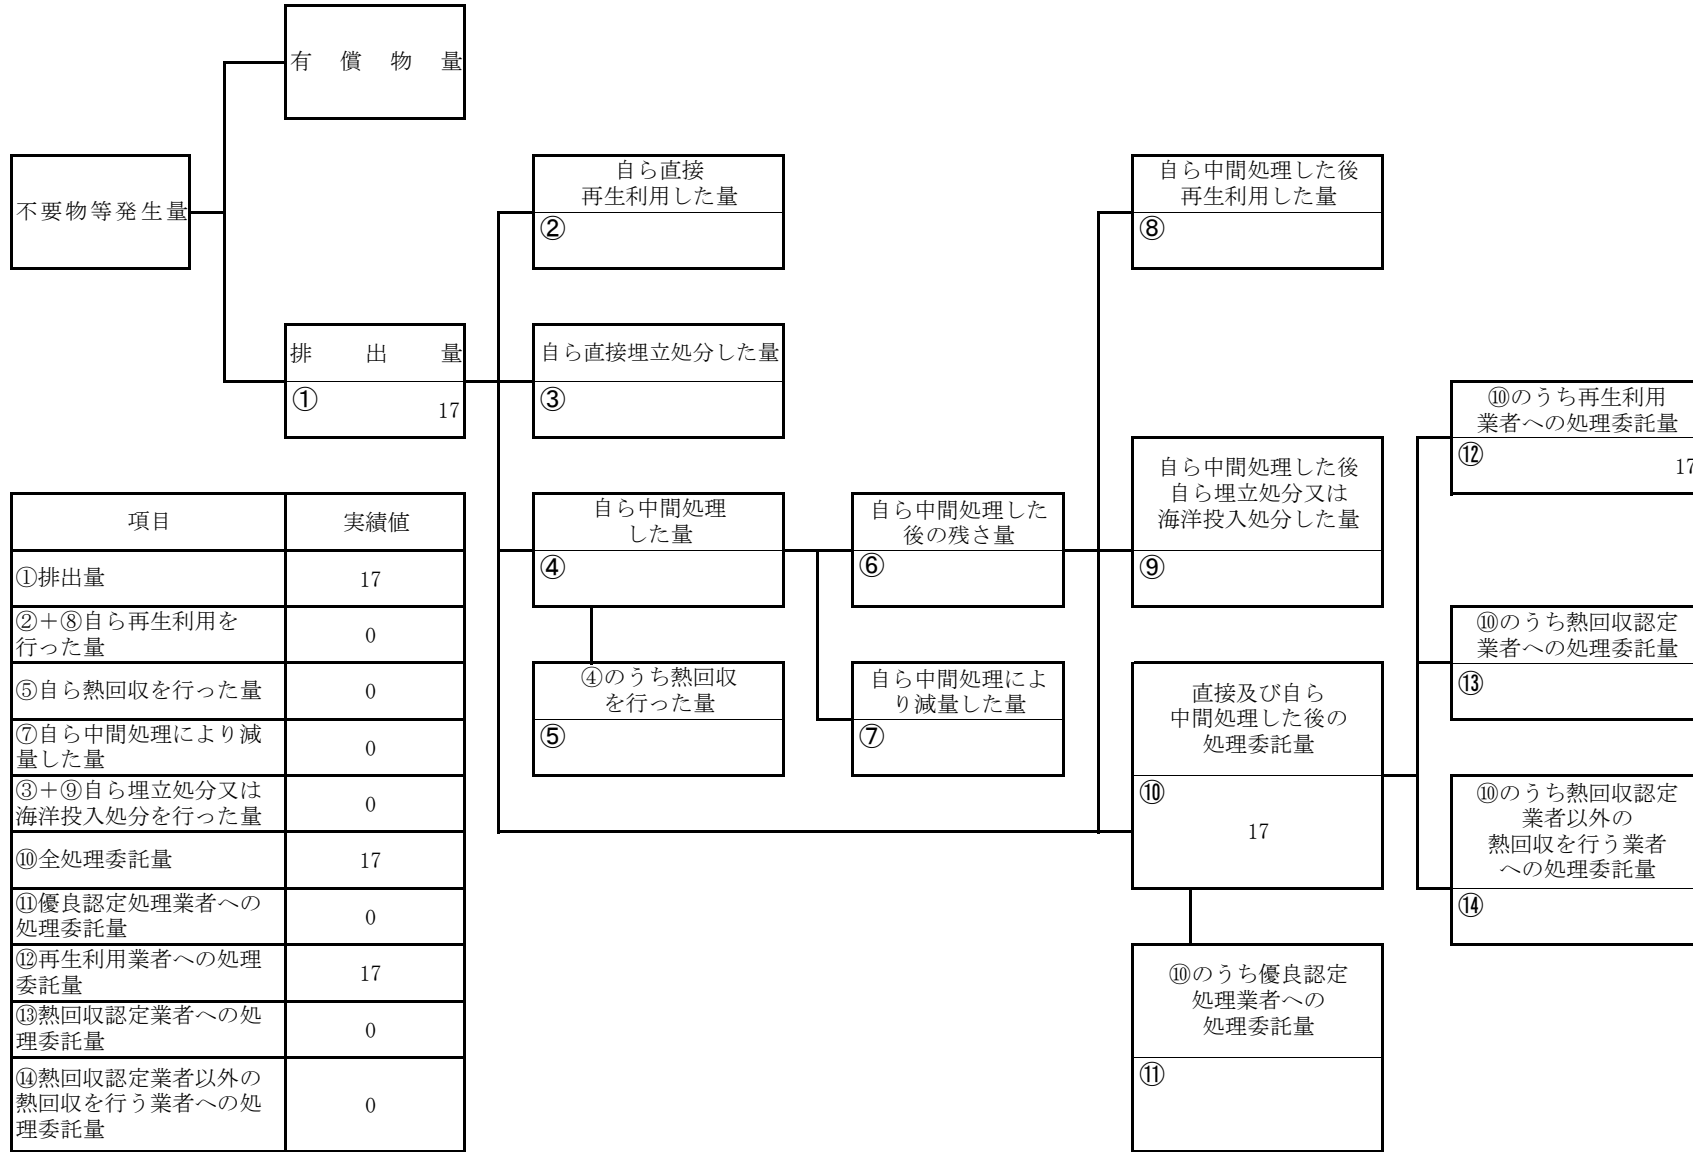 有償物量
不要物等発生量
自ら直接
再生利用した量
②
自ら中間処理した後
再生利用した量
⑧
排出量
①
17
自ら直接埋立処分した量
③
⑩のうち再生利用
業者への処理委託量
⑫
17
自ら中間処理した後
自ら埋立処分又は
海洋投入処分した量
⑨
自ら中間処理
した量
④
自ら中間処理した
後の残さ量
⑥
⑩のうち熱回収認定
業者への処理委託量
⑬
④のうち熱回収
を行った量
⑤
自ら中間処理によ
り減量した量
⑦
直接及び自ら
中間処理した後の
処理委託量
⑩
17
⑩のうち熱回収認定
業者以外の
熱回収を行う業者
への処理委託量
⑭
⑩のうち優良認定
処理業者への
処理委託量
⑪
項目 実績値
①排出量 17
②+⑧自ら再生利用を
行った量 0
⑤自ら熱回収を行った量 0
⑦自ら中間処理により減
量した量 0
③+⑨自ら埋立処分又は
海洋投入処分を行った量 0
⑩全処理委託量 17
⑪優良認定処理業者への
処理委託量 0
⑫再生利用業者への処理
委託量 17
⑬熱回収認定業者への処
理委託量 0
⑭熱回収認定業者以外の
熱回収を行う業者への処
理委託量 0